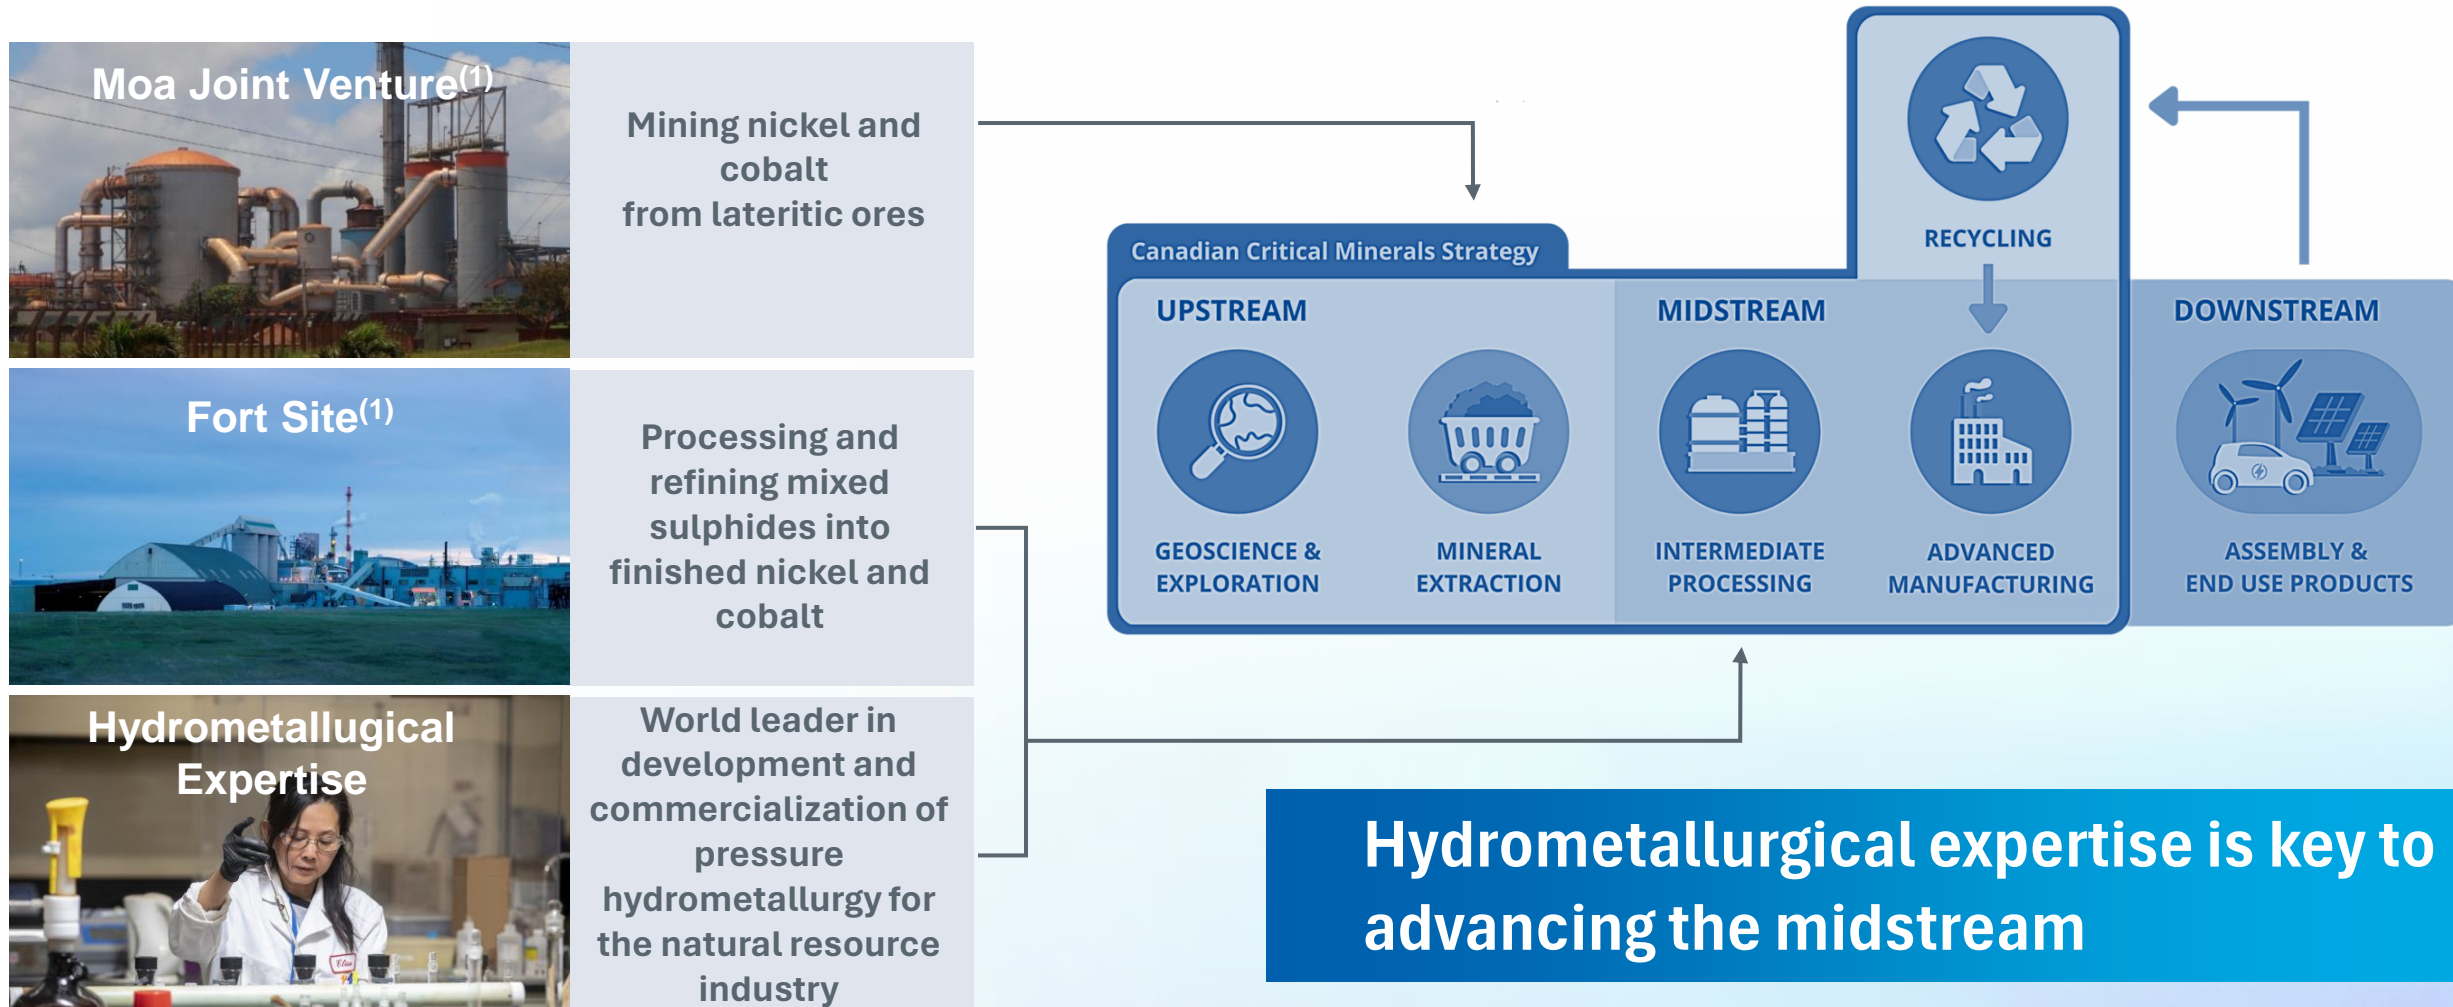 Moa Joint Venture(1)
Mining nickel and
cobalt
from lateritic ores
Fort Site(1)
Processing and
refining mixed
sulphides into
finished nickel and
cobalt
Hydrometallugical
Expertise
World leader in
development and
commercialization of
pressure
hydrometallurgy for
the natural resource
industry
RECYCLING
Canadian Critical Minerals Strategy
UPSTREAM
MIDSTREAM
DOWNSTREAM
GEOSCIENCE &
EXPLORATION
MINERAL
EXTRACTION
INTERMEDIATE
PROCESSING
ADVANCED
MANUFACTURING
ASSEMBLY &
END USE PRODUCTS
Hydrometallurgical expertise is key to
advancing the midstream